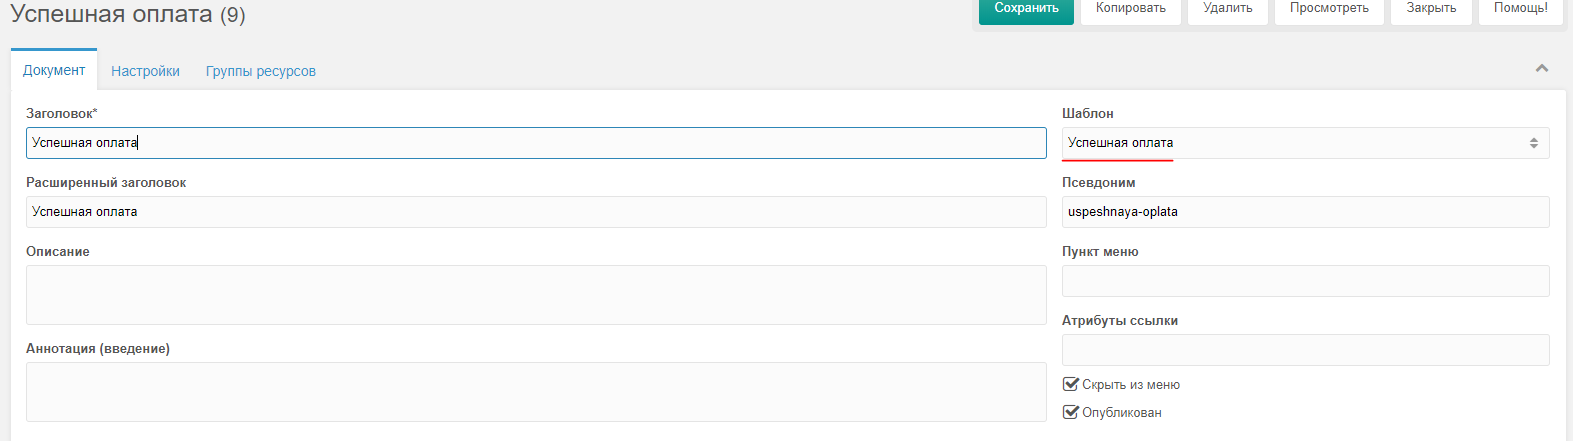 Успешная оплата (9)
Сохранить Копировать Удалить Просмотреть Закрыть Помощь!
Документ Настройки Группы ресурсов
Заголовок*
Успешная оплата
Расширенный заголовок
Успешная оплата
Описание
Аннотация (введение)
Шаблон
Успешная оплата
Псевдоним
uspeshnaya-oplata
Пункт меню
Атрибуты ссылки
Скрыть из меню
Опубликован